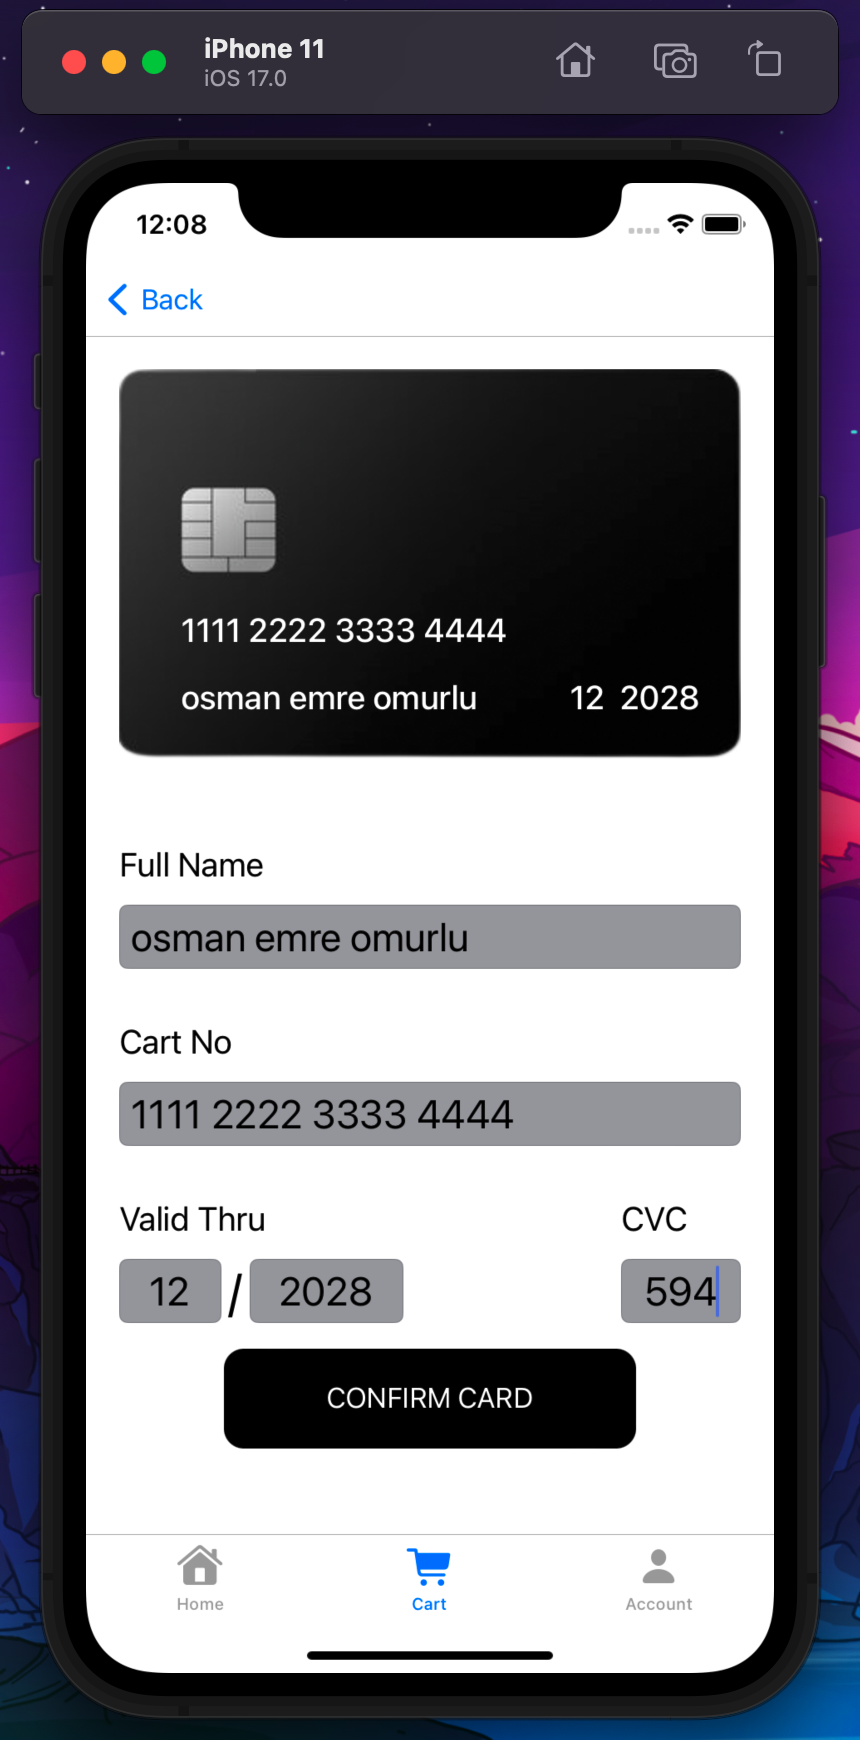 iPhone 11
iOS 17.0
12:08
Back
1111 2222 3333 4444
osman emre omurlu 12 2028
Full Name
osman emre omurlu
Cart No
1111 2222 3333 4444
Valid Thru CVC
12 / 2028 594
CONFIRM CARD
Home Cart Account